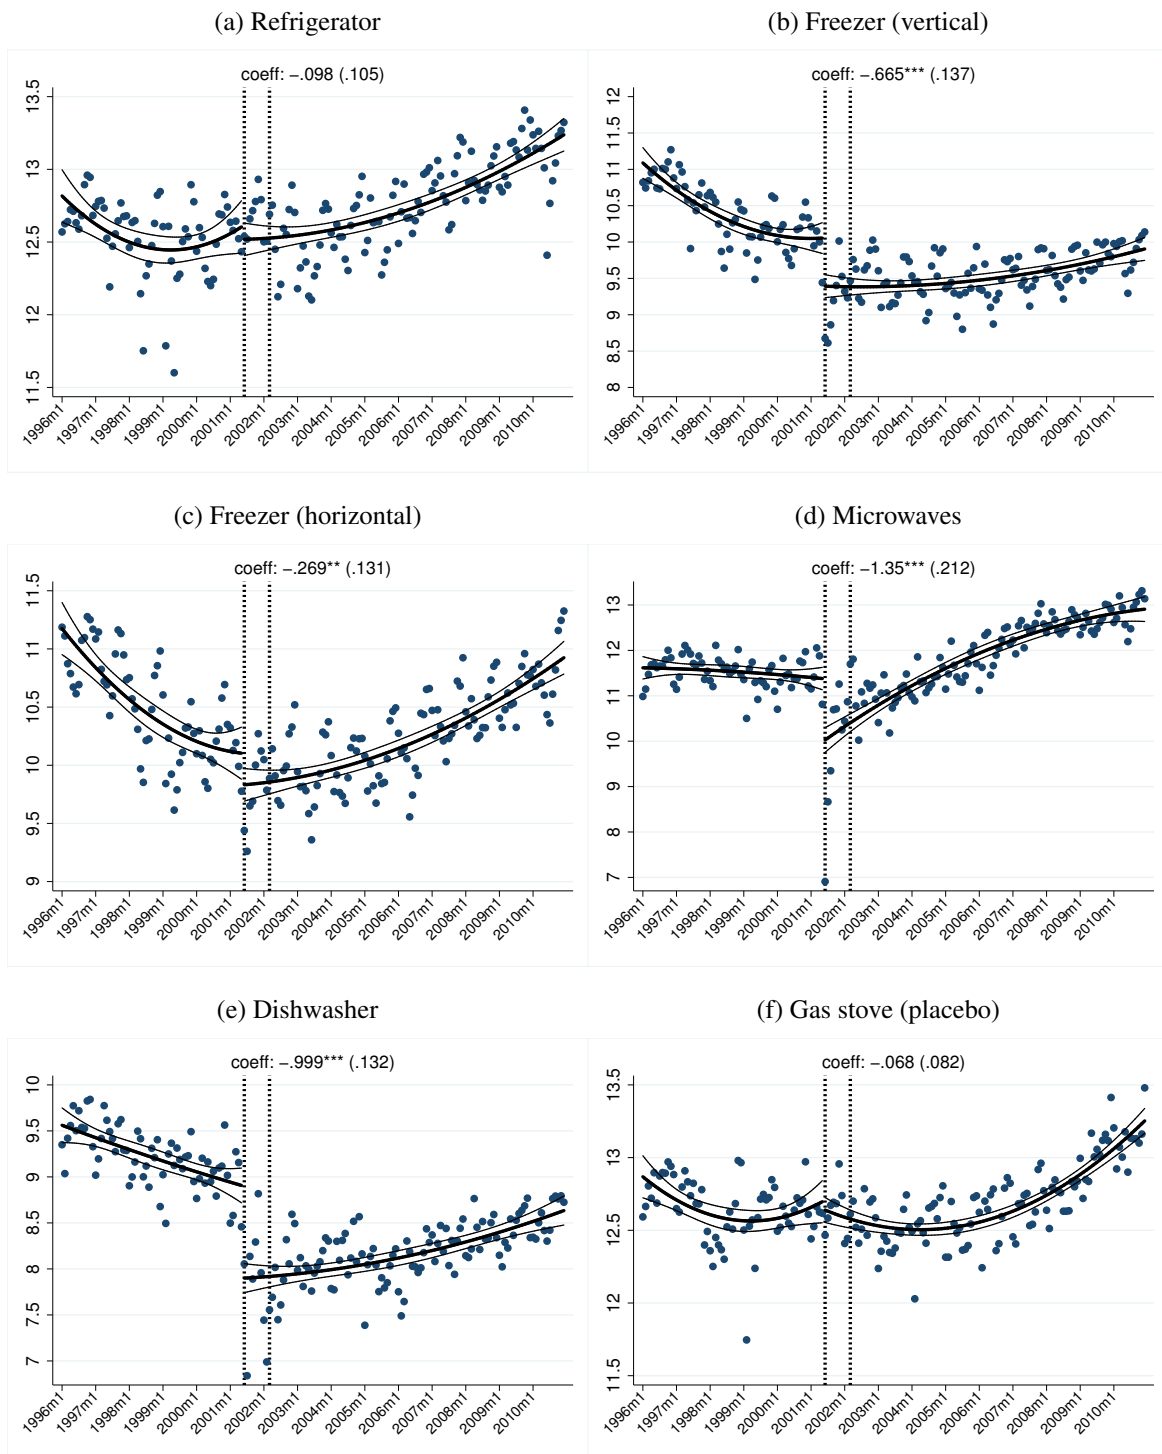 (a) Refrigerator
coeff: −.098 (.105)
13.5
13
12.5
12
11.5
1996m1 1997m1 1998m1 1999m1 2000m1 2001m1 2002m1 2003m1 2004m1 2005m1 2006m1 2007m1 2008m1 2009m1 2010m1
(b) Freezer (vertical)
coeff: −.665*** (.137)
12
11.5
11
10.5
10
9.5
9
8.5
8
1996m1 1997m1 1998m1 1999m1 2000m1 2001m1 2002m1 2003m1 2004m1 2005m1 2006m1 2007m1 2008m1 2009m1 2010m1
(c) Freezer (horizontal)
coeff: −.269** (.131)
11.5
11
10.5
10
9.5
9
1996m1 1997m1 1998m1 1999m1 2000m1 2001m1 2002m1 2003m1 2004m1 2005m1 2006m1 2007m1 2008m1 2009m1 2010m1
(d) Microwaves
coeff: −1.35*** (.212)
13
12
11
10
9
8
7
1996m1 1997m1 1998m1 1999m1 2000m1 2001m1 2002m1 2003m1 2004m1 2005m1 2006m1 2007m1 2008m1 2009m1 2010m1
(e) Dishwasher
coeff: −.999*** (.132)
10
9.5
9
8.5
8
7.5
7
1996m1 1997m1 1998m1 1999m1 2000m1 2001m1 2002m1 2003m1 2004m1 2005m1 2006m1 2007m1 2008m1 2009m1 2010m1
(f) Gas stove (placebo)
coeff: −.068 (.082)
13.5
13
12.5
12
11.5
1996m1 1997m1 1998m1 1999m1 2000m1 2001m1 2002m1 2003m1 2004m1 2005m1 2006m1 2007m1 2008m1 2009m1 2010m1